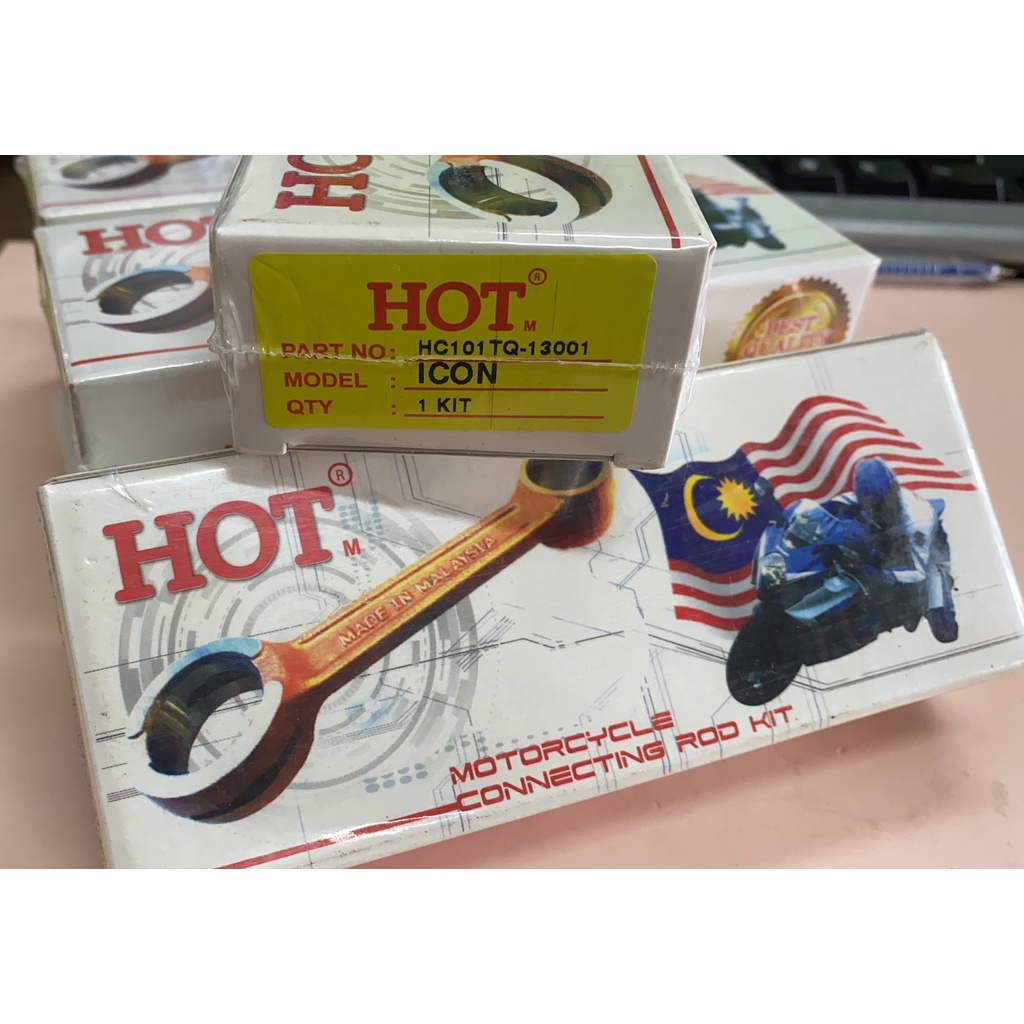 HO
HOT
HOT®
M
PART NO: HC101TQ-13001
MODEL : ICON
QTY : 1 KIT
BEST
QUALITY
HOT®
M
MADE IN MALAYSIA
MOTORCYCLE
CONNECTING ROD KIT